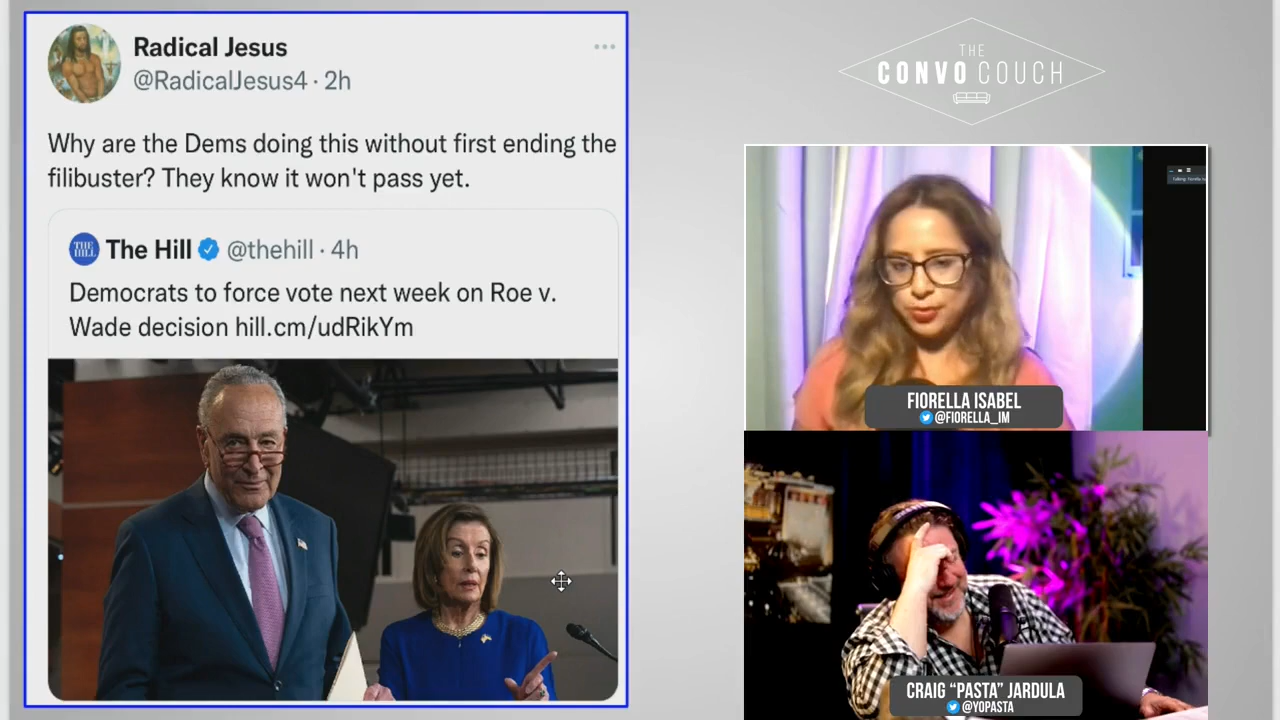 Radical Jesus
@RadicalJesus4 · 2h
Why are the Dems doing this without first ending the
filibuster? They know it won't pass yet.
THE
HILL
The Hill @thehill · 4h
Democrats to force vote next week on Roe v.
Wade decision hill.cm/udRikYm
THE
CONVO COUCH
FIORELLA ISABEL
@FIORELLA_IM
CRAIG “PASTA” JARDULA
@YOPASTA